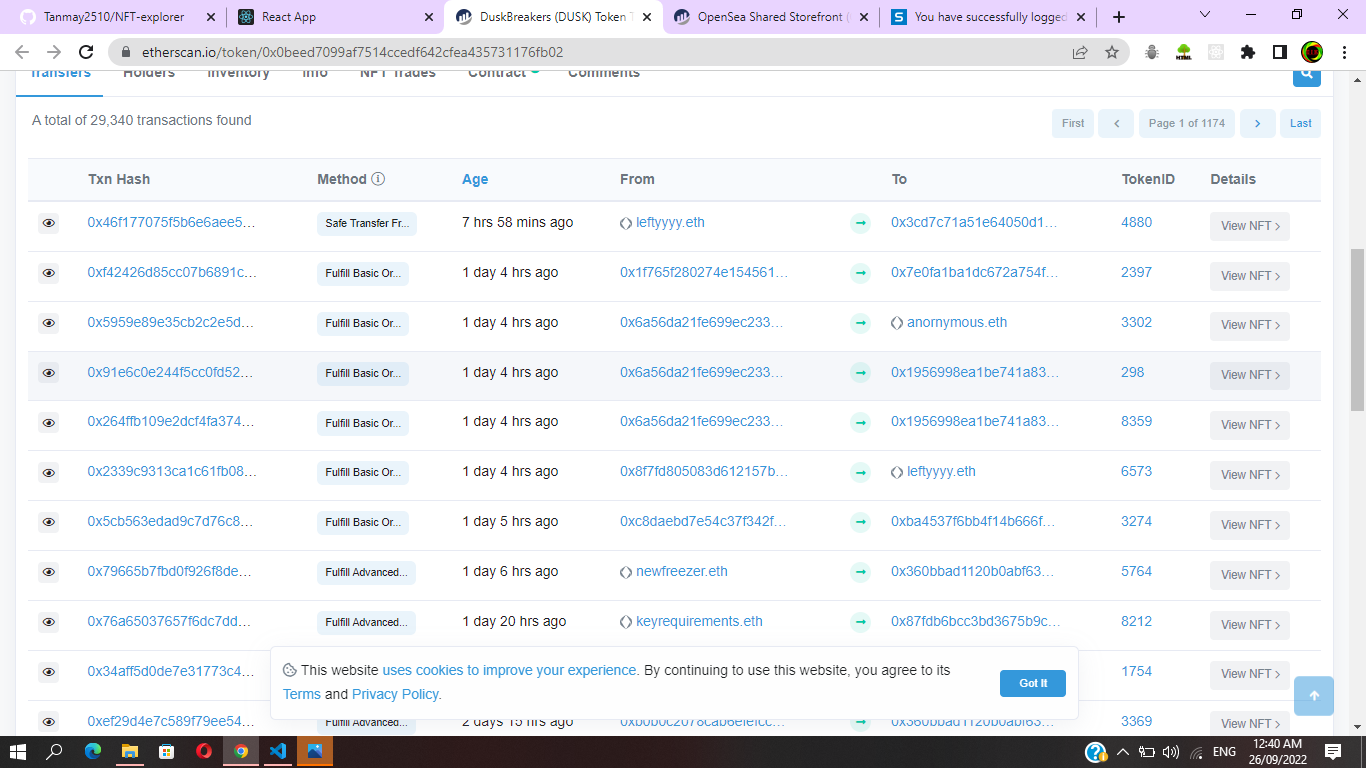 Tanmay2510/NFT-explorer
React App
DuskBreakers (DUSK) Token
OpenSea Shared Storefront
You have successfully logged
etherscan.io/token/0x0beed7099af7514ccedf642cfea435731176fb02
Transfers Holders Inventory Info NFT Trades Contract Comments
A total of 29,340 transactions found
First Page 1 of 1174 Last
Txn Hash Method Age From To TokenID Details
0x46f177075f5b6e6aee5... Safe Transfer Fr... 7 hrs 58 mins ago leftyyyy.eth 0x3cd7c71a51e64050d1... 4880 View NFT >
0xf42426d85cc07b6891c... Fulfill Basic Or... 1 day 4 hrs ago 0x1f765f280274e154561... 0x7e0fa1ba1dc672a754f... 2397 View NFT >
0x5959e89e35cb2c2e5d... Fulfill Basic Or... 1 day 4 hrs ago 0x6a56da21fe699ec233... anornymous.eth 3302 View NFT >
0x91e6c0e244f5cc0fd52... Fulfill Basic Or... 1 day 4 hrs ago 0x6a56da21fe699ec233... 0x1956998ea1be741a83... 298 View NFT >
0x264ffb109e2dcf4fa374... Fulfill Basic Or... 1 day 4 hrs ago 0x6a56da21fe699ec233... 0x1956998ea1be741a83... 8359 View NFT >
0x2339c9313ca1c61fb08... Fulfill Basic Or... 1 day 4 hrs ago 0x8f7fd805083d612157b... leftyyyy.eth 6573 View NFT >
0x5cb563edad9c7d76c8... Fulfill Basic Or... 1 day 5 hrs ago 0xc8daebd7e54c37f342f... 0xba4537f6bb4f14b666f... 3274 View NFT >
0x79665b7fbd0f926f8de... Fulfill Advanced... 1 day 6 hrs ago newfreezer.eth 0x360bbad1120b0abf63... 5764 View NFT >
0x76a65037657f6dc7dd... Fulfill Advanced... 1 day 20 hrs ago keyrequirements.eth 0x87fdb6bcc3bd3675b9c... 8212 View NFT >
0x34aff5d0de7e31773c4... 1754 View NFT >
This website uses cookies to improve your experience. By continuing to use this website, you agree to its
Terms and Privacy Policy.
Got It
0xef29d4e7c589f79ee54... Fulfill Advanced... 2 days 15 hrs ago 0x360bbad1120b0abf63... 3369 View NFT >
ENG
12:40 AM
26/09/2022